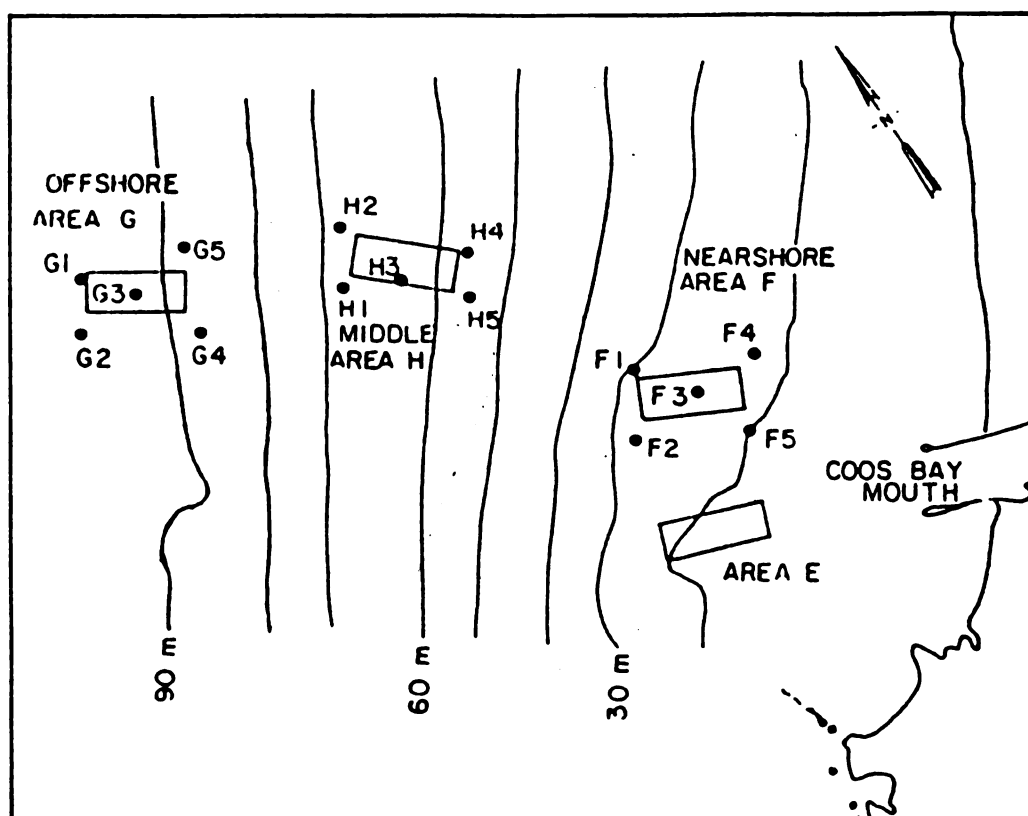 N
OFFSHORE
AREA G
G1
G3
G5
G2
G4
H2
H4
H3
H1
H5
MIDDLE
AREA H
NEARSHORE
AREA F
F1
F4
F3
F2
F5
COOS BAY
MOUTH
AREA E
90 m
60 m
30 m